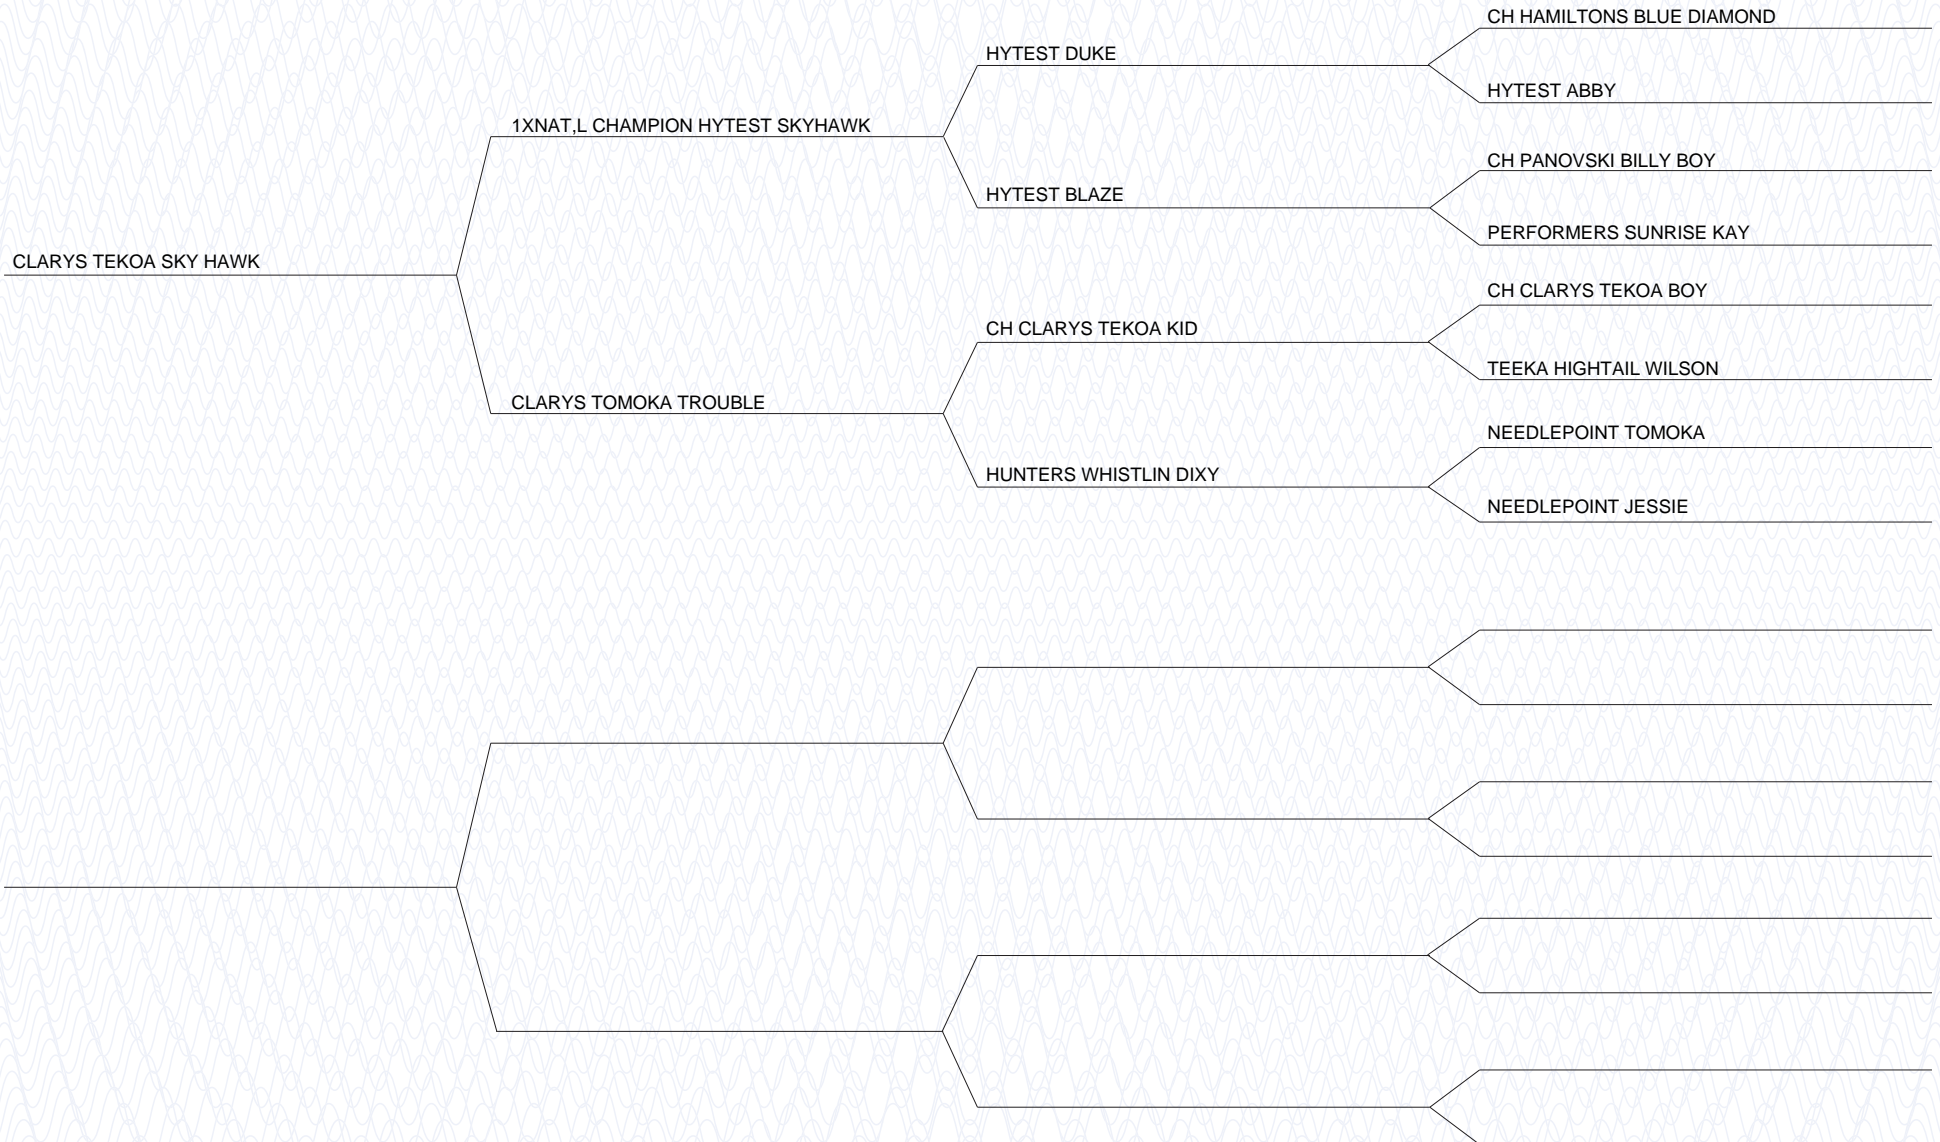 CH HAMILTONS BLUE DIAMOND
HYTEST DUKE
HYTEST ABBY
1XNAT,L CHAMPION HYTEST SKYHAWK
CH PANOVSKI BILLY BOY
HYTEST BLAZE
PERFORMERS SUNRISE KAY
CLARYS TEKOA SKY HAWK
CH CLARYS TEKOA BOY
CH CLARYS TEKOA KID
TEEKA HIGHTAIL WILSON
CLARYS TOMOKA TROUBLE
NEEDLEPOINT TOMOKA
HUNTERS WHISTLIN DIXY
NEEDLEPOINT JESSIE